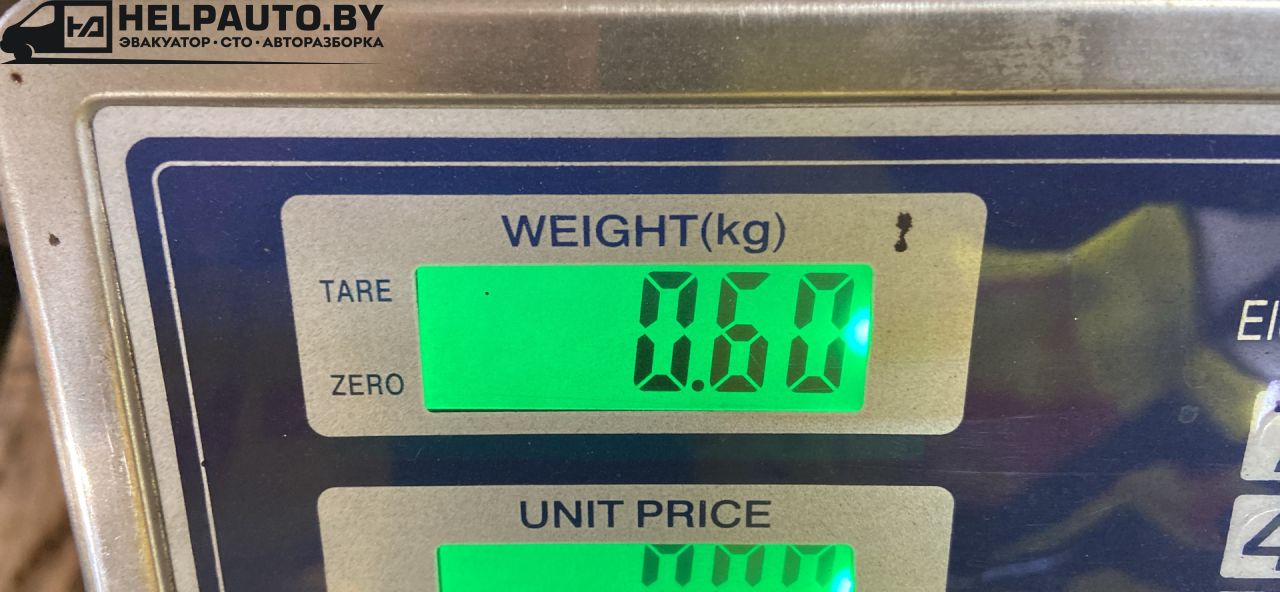 HELPAUTO.BY
ЭВАКУАТОР · СТО · АВТОРАЗБОРКА
WEIGHT(kg)
TARE
0.60
ZERO
UNIT PRICE